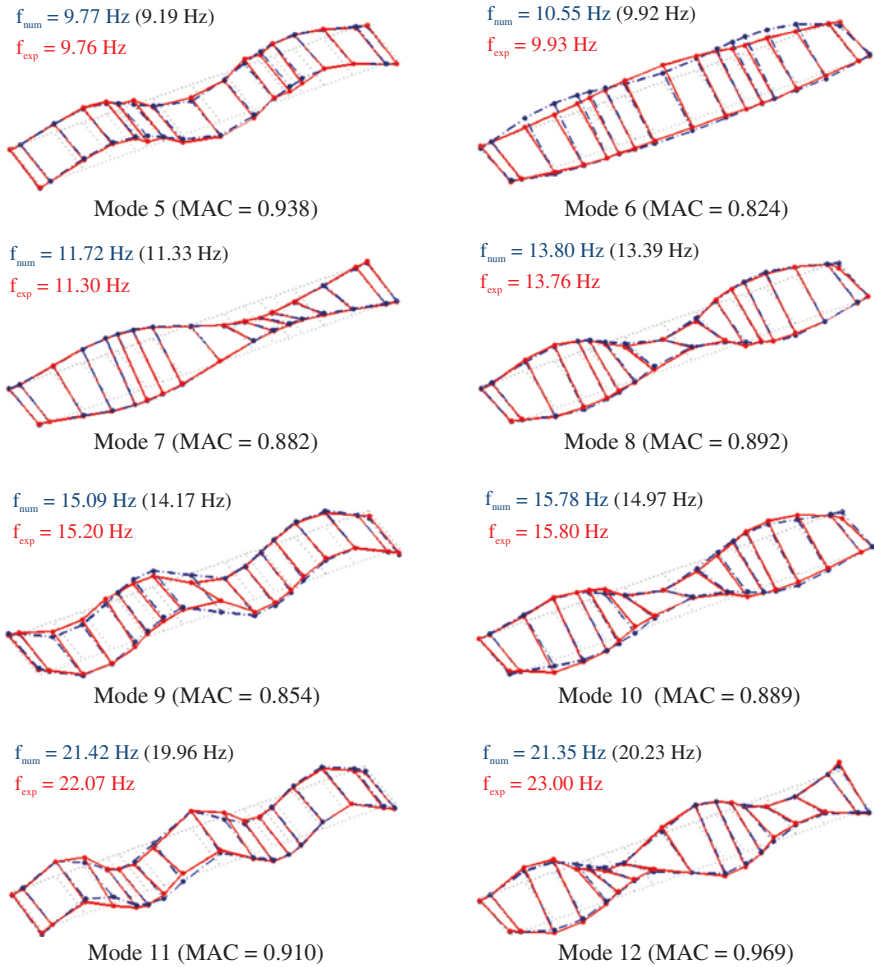 f_num = 9.77 Hz (9.19 Hz)
f_exp = 9.76 Hz
Mode 5 (MAC = 0.938)
f_num = 10.55 Hz (9.92 Hz)
f_exp = 9.93 Hz
Mode 6 (MAC = 0.824)
f_num = 11.72 Hz (11.33 Hz)
f_exp = 11.30 Hz
Mode 7 (MAC = 0.882)
f_num = 13.80 Hz (13.39 Hz)
f_exp = 13.76 Hz
Mode 8 (MAC = 0.892)
f_num = 15.09 Hz (14.17 Hz)
f_exp = 15.20 Hz
Mode 9 (MAC = 0.854)
f_num = 15.78 Hz (14.97 Hz)
f_exp = 15.80 Hz
Mode 10 (MAC = 0.889)
f_num = 21.42 Hz (19.96 Hz)
f_exp = 22.07 Hz
Mode 11 (MAC = 0.910)
f_num = 21.35 Hz (20.23 Hz)
f_exp = 23.00 Hz
Mode 12 (MAC = 0.969)